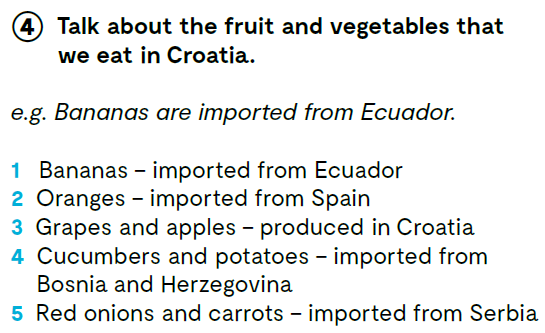 4 Talk about the fruit and vegetables that
we eat in Croatia.
e.g. Bananas are imported from Ecuador.
1 Bananas – imported from Ecuador
2 Oranges – imported from Spain
3 Grapes and apples – produced in Croatia
4 Cucumbers and potatoes – imported from
Bosnia and Herzegovina
5 Red onions and carrots – imported from Serbia